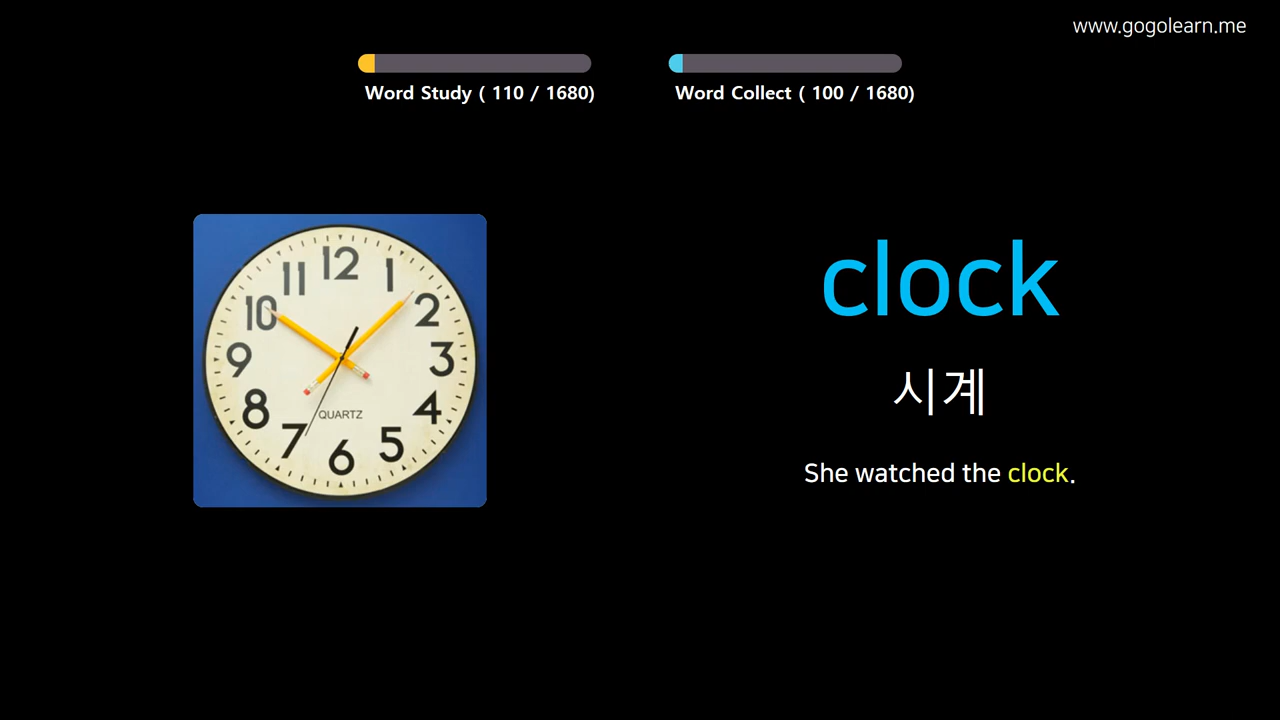 www.gogolearn.me
Word Study ( 110 / 1680)
Word Collect ( 100 / 1680)
12
1
2
3
4
5
6
7
8
9
10
11
QUARTZ
clock
시계
She watched the clock.